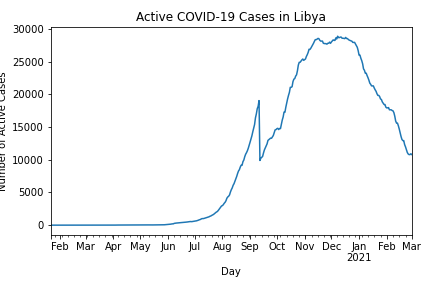 Active COVID-19 Cases in Libya
Number of Active Cases
30000
25000
20000
15000
10000
5000
0
Feb Mar Apr May Jun Jul Aug Sep Oct Nov Dec Jan Feb Mar
2021
Day